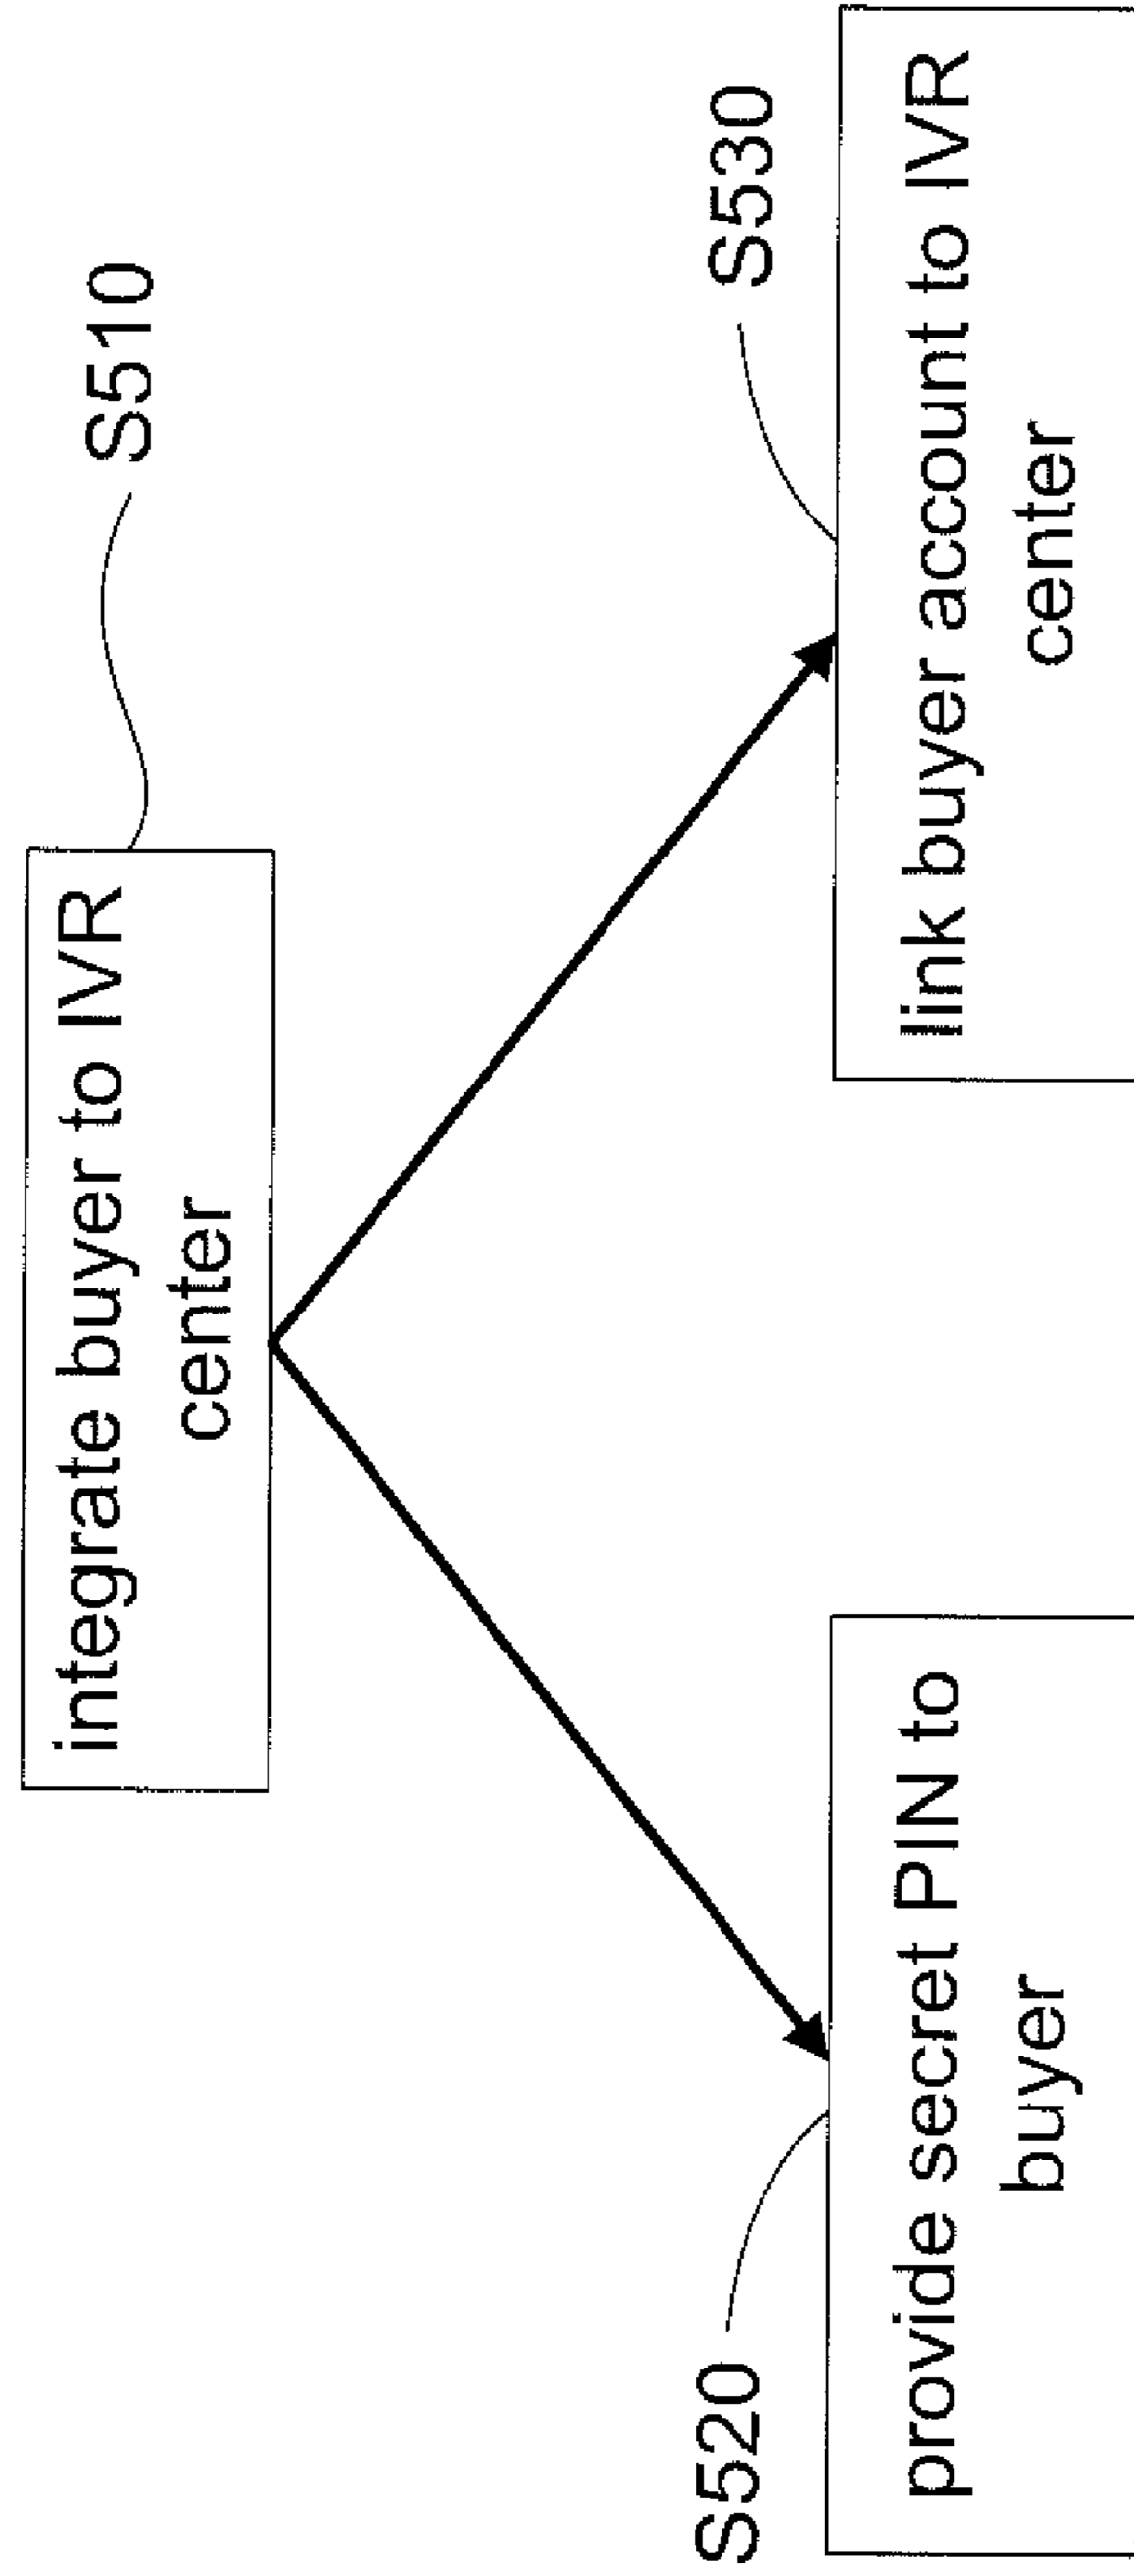 integrate buyer to IVR
center
S510
S520
provide secret PIN to
buyer
S530
link buyer account to IVR
center